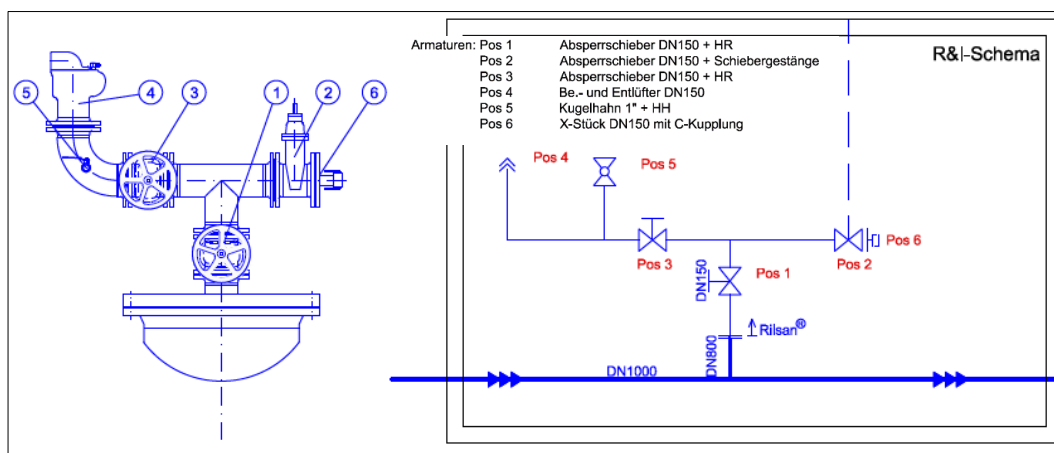 Armaturen: Pos 1 Absperrschieber DN150 + HR
Pos 2 Absperrschieber DN150 + Schiebergestänge
Pos 3 Absperrschieber DN150 + HR
Pos 4 Be.- und Entlüfter DN150
Pos 5 Kugelhahn 1" + HH
Pos 6 X-Stück DN150 mit C-Kupplung
R&I-Schema
5 4 3 1 2 6
Pos 4
Pos 5
Pos 3
Pos 6
Pos 2
Pos 1
DN150
Rilsan®
DN800
DN1000